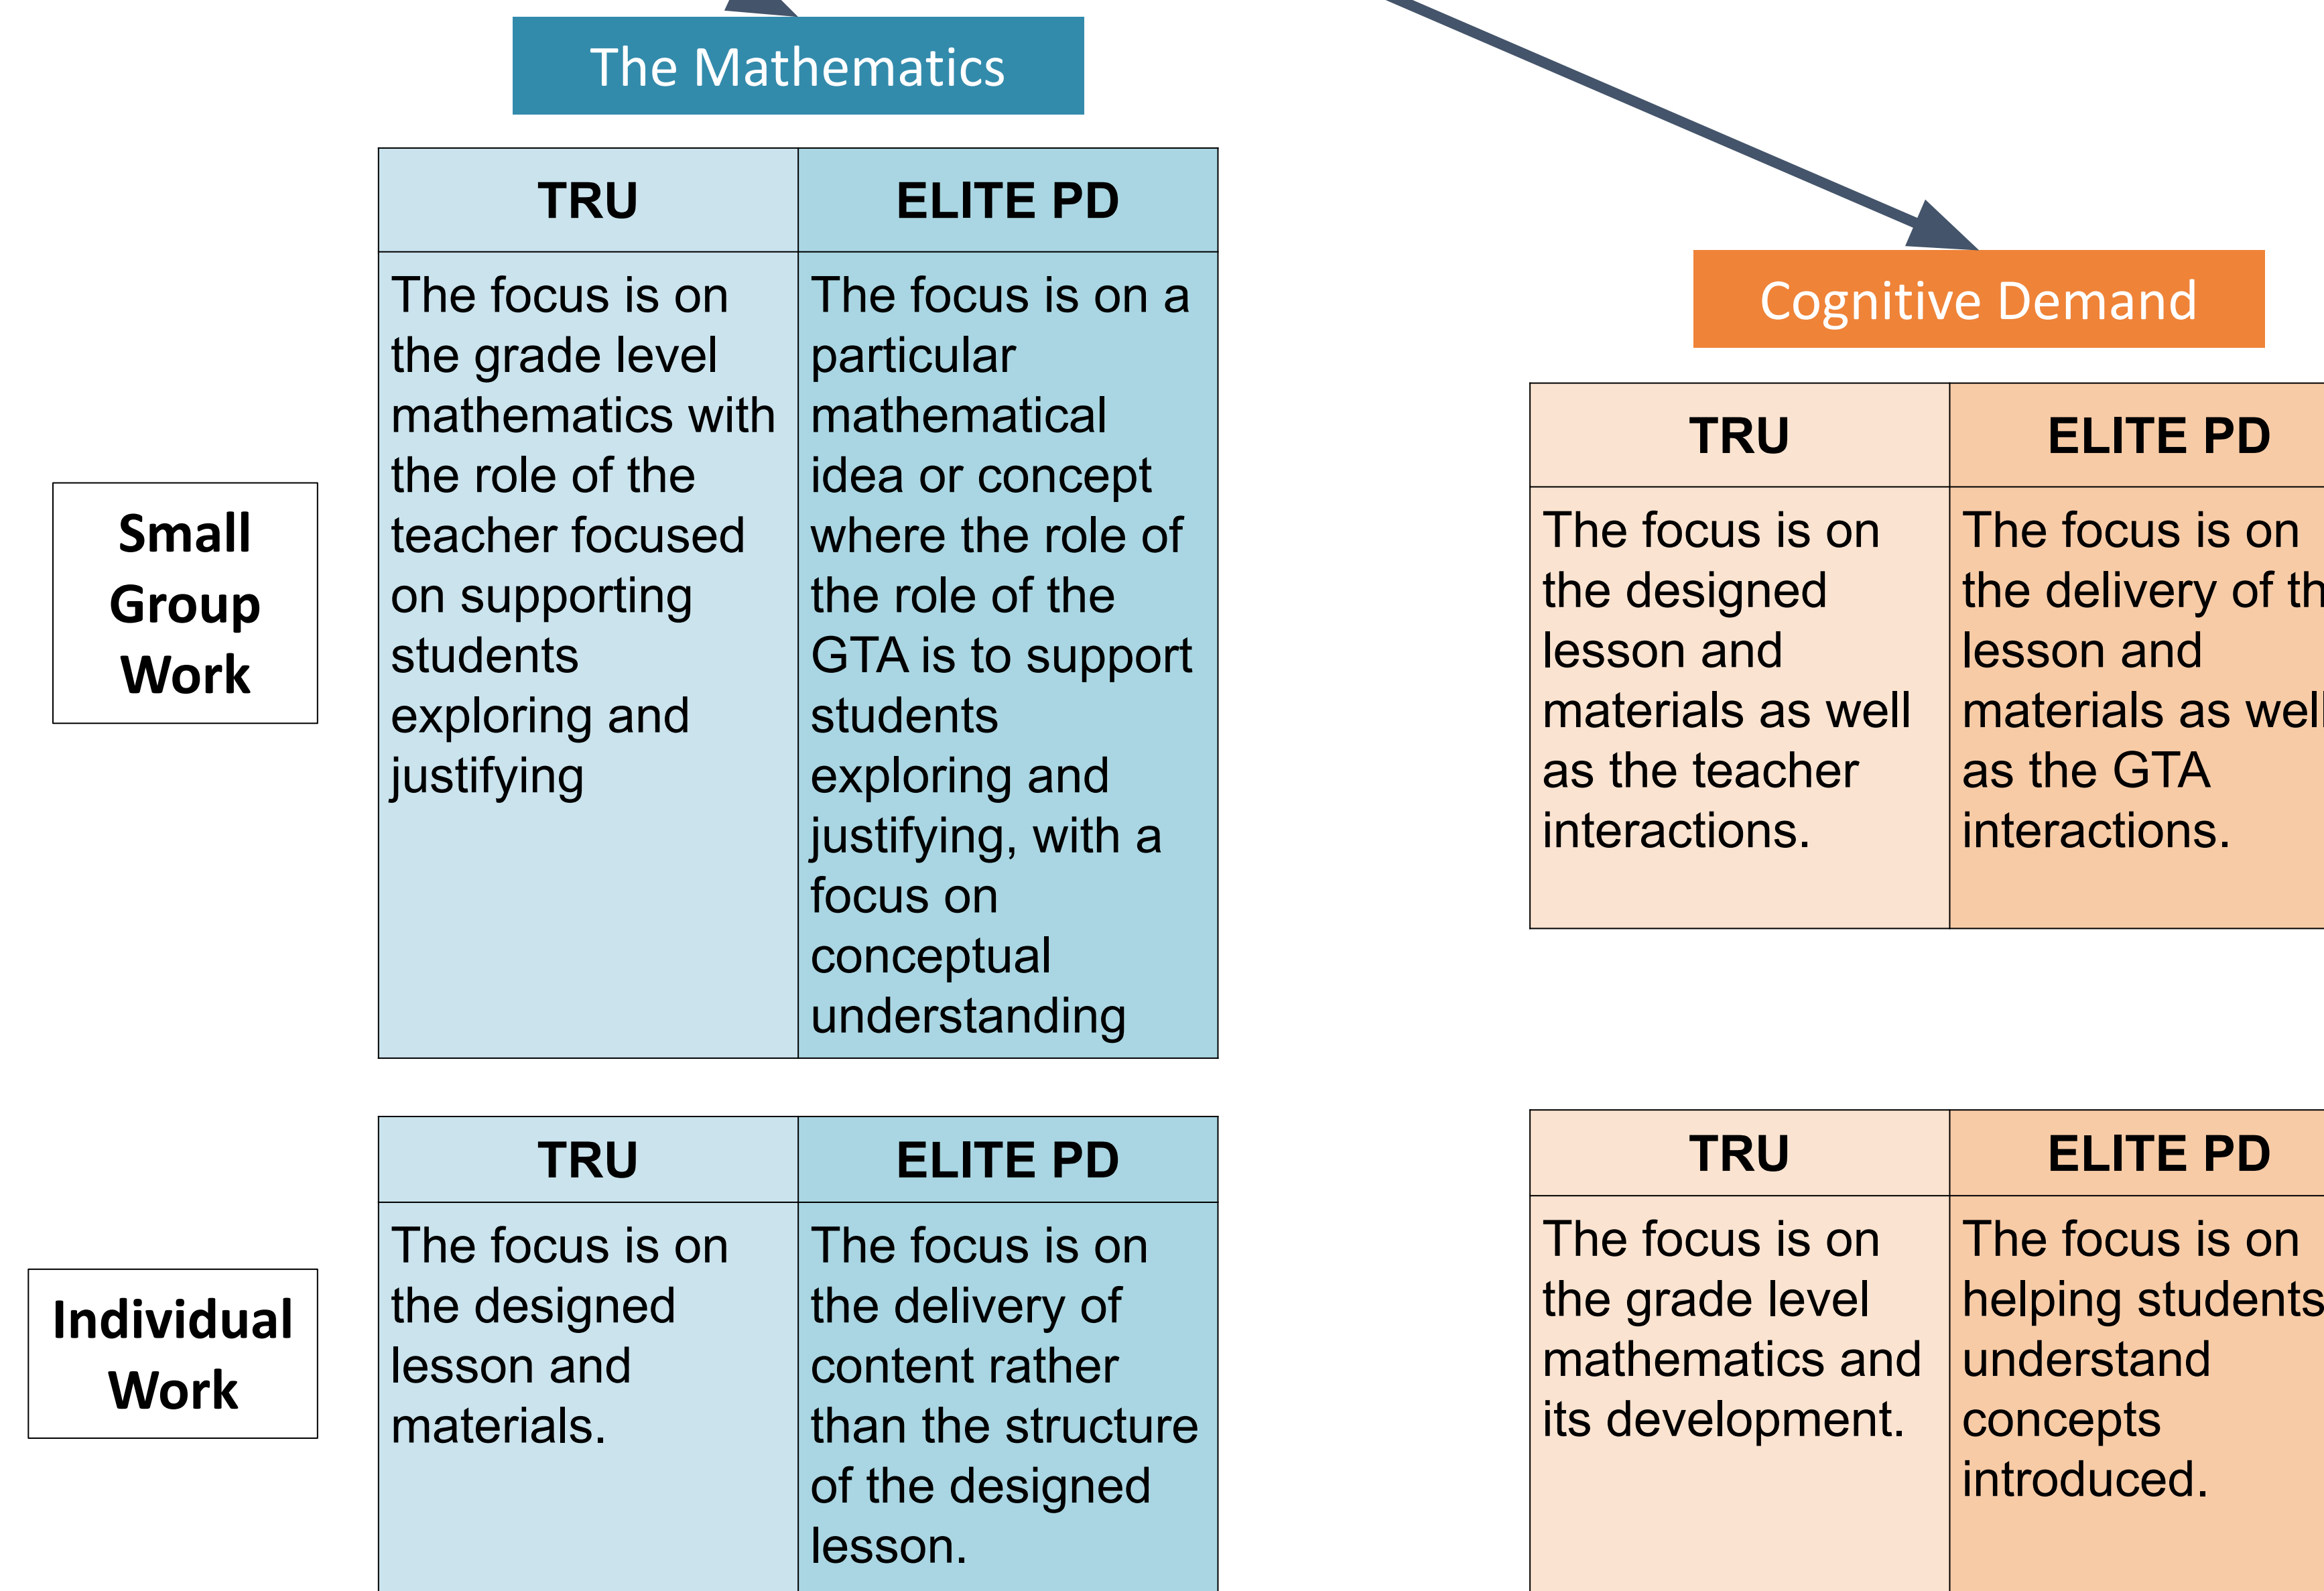 The Mathematics
TRU
ELITE PD
The focus is on
the grade level
mathematics with
the role of the
teacher focused
on supporting
students
exploring and
justifying
The focus is on a
particular
mathematical
idea or concept
where the role of
the role of the
GTA is to support
students
exploring and
justifying, with a
focus on
conceptual
understanding
Cognitive Demand
TRU
ELITE PD
The focus is on
the designed
lesson and
materials as well
as the teacher
interactions.
The focus is on
the delivery of
lesson and
materials as well
as the GTA
interactions.
Small
Group
Work
TRU
ELITE PD
The focus is on
the designed
lesson and
materials.
The focus is on
the delivery of
content rather
than the structure
of the designed
lesson.
TRU
ELITE PD
The focus is on
the grade level
mathematics and
its development.
The focus is on
helping students
understand
concepts
introduced.
Individual
Work